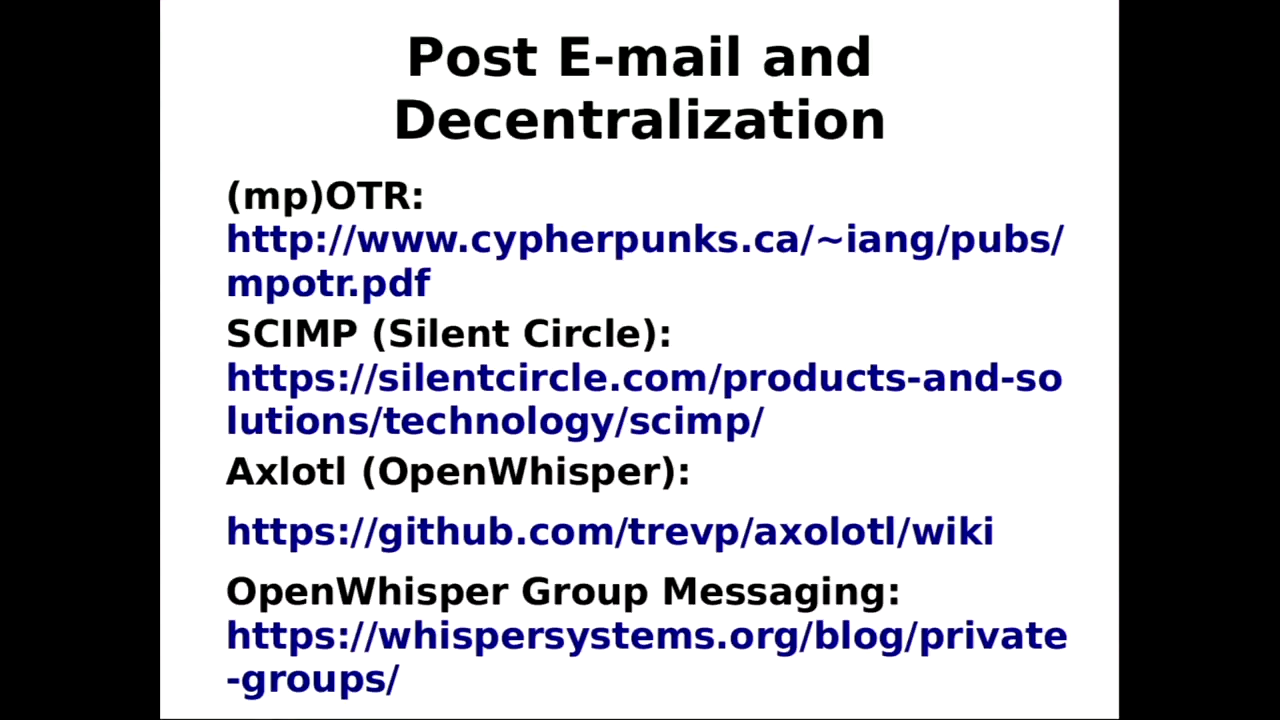 Post E-mail and
Decentralization
(mp)OTR:
http://www.cypherpunks.ca/~iang/pubs/
mpotr.pdf
SCIMP (Silent Circle):
https://silentcircle.com/products-and-so
lutions/technology/scimp/
Axlotl (OpenWhisper):
https://github.com/trevp/axolotl/wiki
OpenWhisper Group Messaging:
https://whispersystems.org/blog/private
-groups/